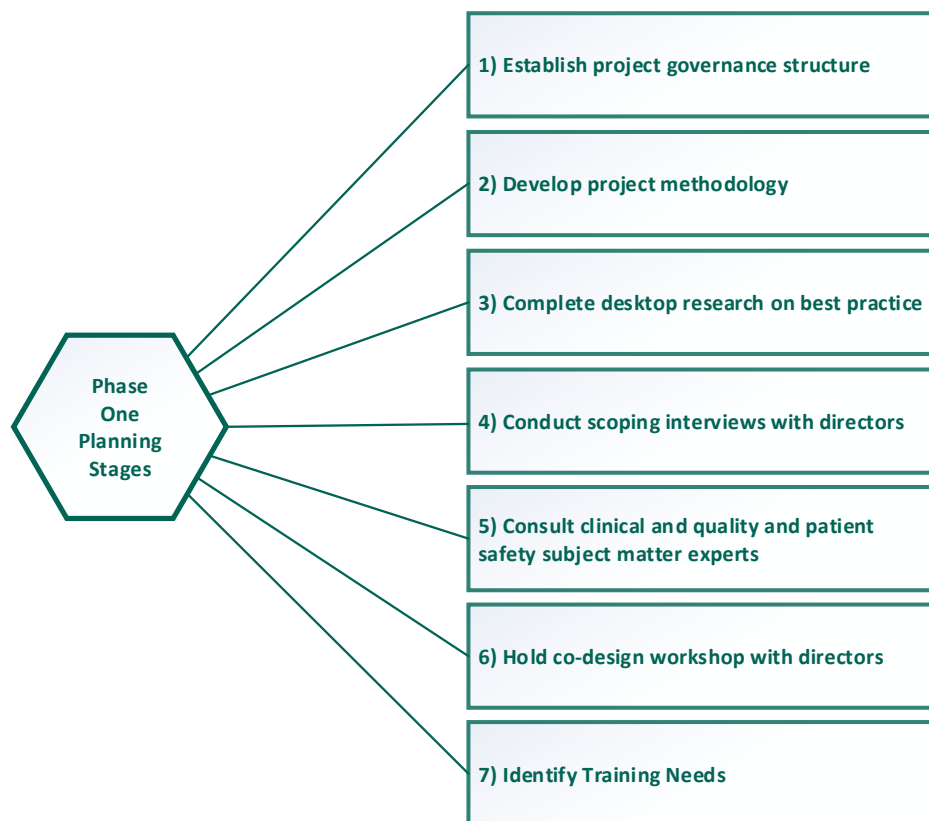 1) Establish project governance structure
2) Develop project methodology
3) Complete desktop research on best practice
Phase
One
Planning
Stages
4) Conduct scoping interviews with directors
5) Consult clinical and quality and patient
safety subject matter experts
6) Hold co-design workshop with directors
7) Identify Training Needs